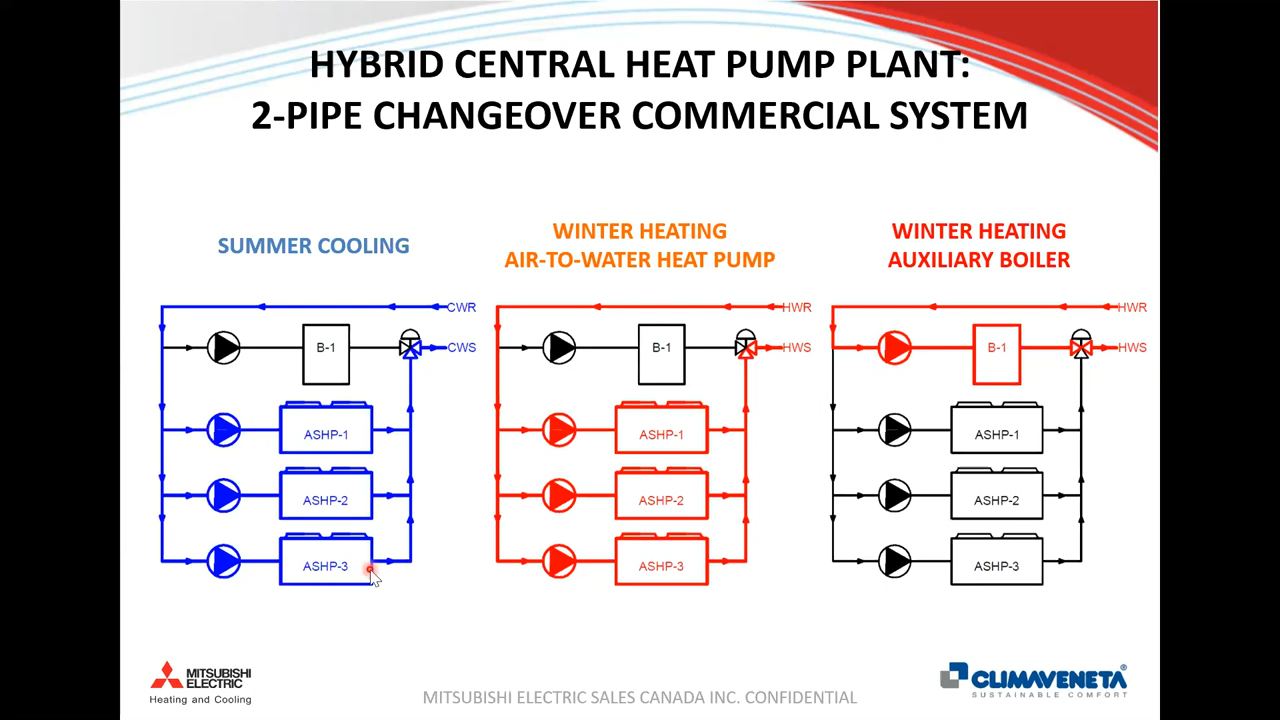 HYBRID CENTRAL HEAT PUMP PLANT:
2-PIPE CHANGEOVER COMMERCIAL SYSTEM
SUMMER COOLING
WINTER HEATING
AIR-TO-WATER HEAT PUMP
WINTER HEATING
AUXILIARY BOILER
CWR
B-1
CWS
ASHP-1
ASHP-2
ASHP-3
HWR
B-1
HWS
ASHP-1
ASHP-2
ASHP-3
HWR
B-1
HWS
ASHP-1
ASHP-2
ASHP-3
MITSUBISHI
ELECTRIC
Heating and Cooling
MITSUBISHI ELECTRIC SALES CANADA INC. CONFIDENTIAL
CLIMAVENETA®
SUSTAINABLE COMFORT